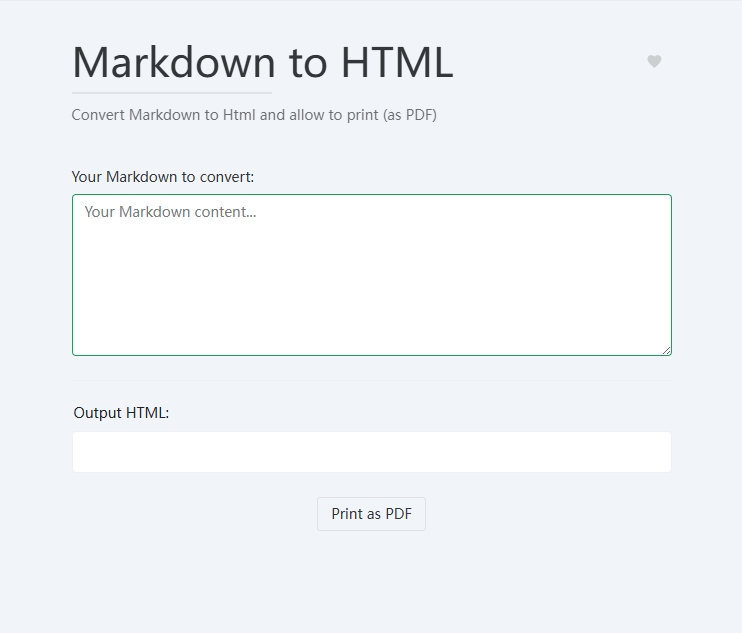 Markdown to HTML
Convert Markdown to Html and allow to print (as PDF)
Your Markdown to convert:
Your Markdown content...
Output HTML:
Print as PDF